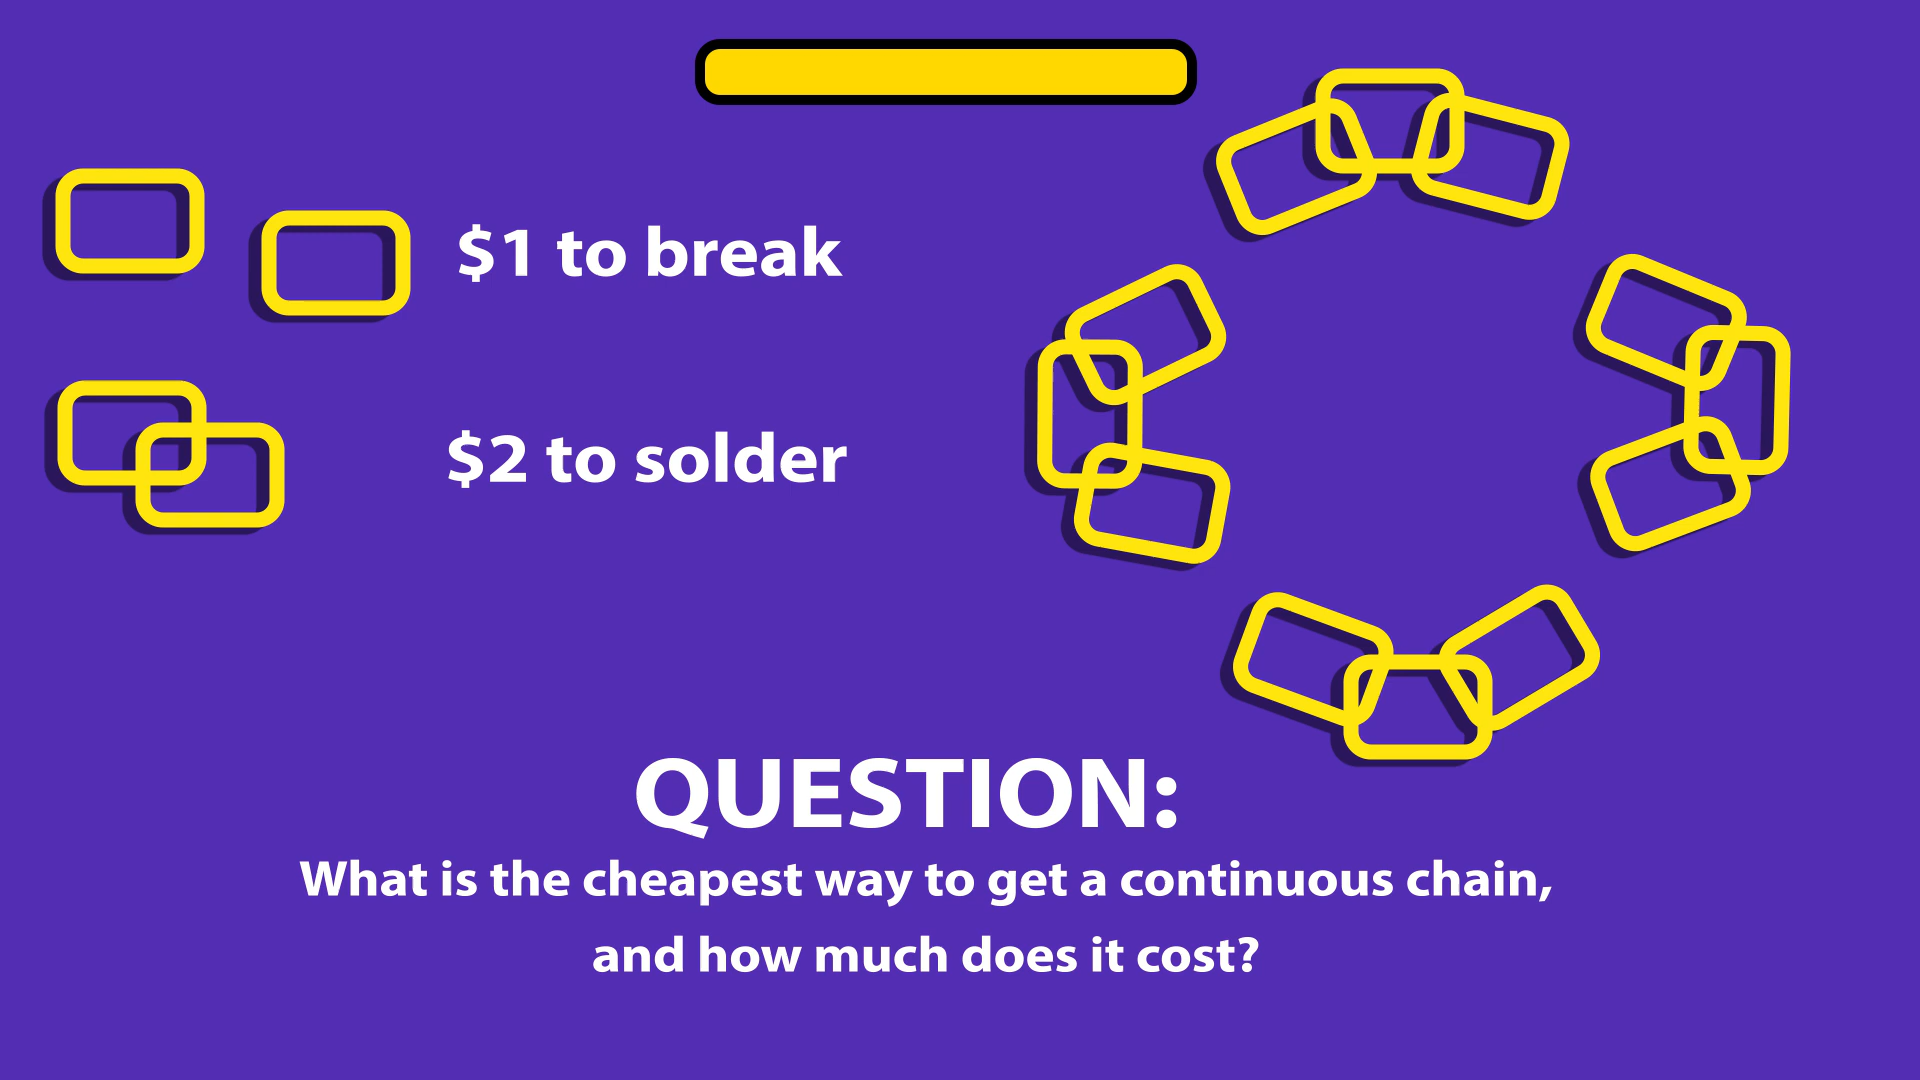 $1 to break
$2 to solder
QUESTION:
What is the cheapest way to get a continuous chain,
and how much does it cost?